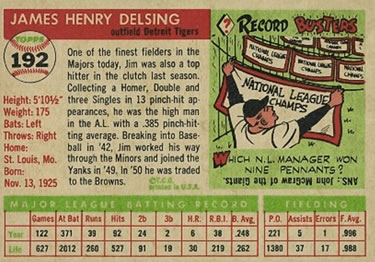 JAMES HENRY DELSING
outfield Detroit Tigers
TOPPS
192
Height: 5'10½"
Weight: 175
Bats: Left
Throws: Right
Home:
St. Louis, Mo.
Born:
Nov. 13, 1925
One of the finest fielders in the
Majors today, Jim was also a top
hitter in the clutch last season.
Collecting a Homer, Double and
three Singles in 13 pinch-hit app-
earances, he was the high man
in the A.L. with a .385 pinch-hit-
ting average. Breaking into Base-
ball in '42, Jim worked his way
through the Minors and joined the
Yanks in '49. In '50 he was traded
to the Browns.
© T.C.G. PRINTED IN U.S.A.
? RECORD BUSTERS
NATIONAL LEAGUE CHAMPS
NATIONAL LEAGUE
CHAMPS
WHICH N.L. MANAGER WON
NINE PENNANTS?
ANS: John McGraw of the Giants.
MAJOR LEAGUE BATTING RECORD FIELDING
Games At Bat Runs Hits 2b 3b H.R. R.B.I. B. Avg. P.O. Assists Errors F. Avg.
Year 122 371 39 92 24 2 6 38 .248 221 5 1 .996
Life 627 2012 260 527 91 19 30 219 .262 1380 37 17 .988